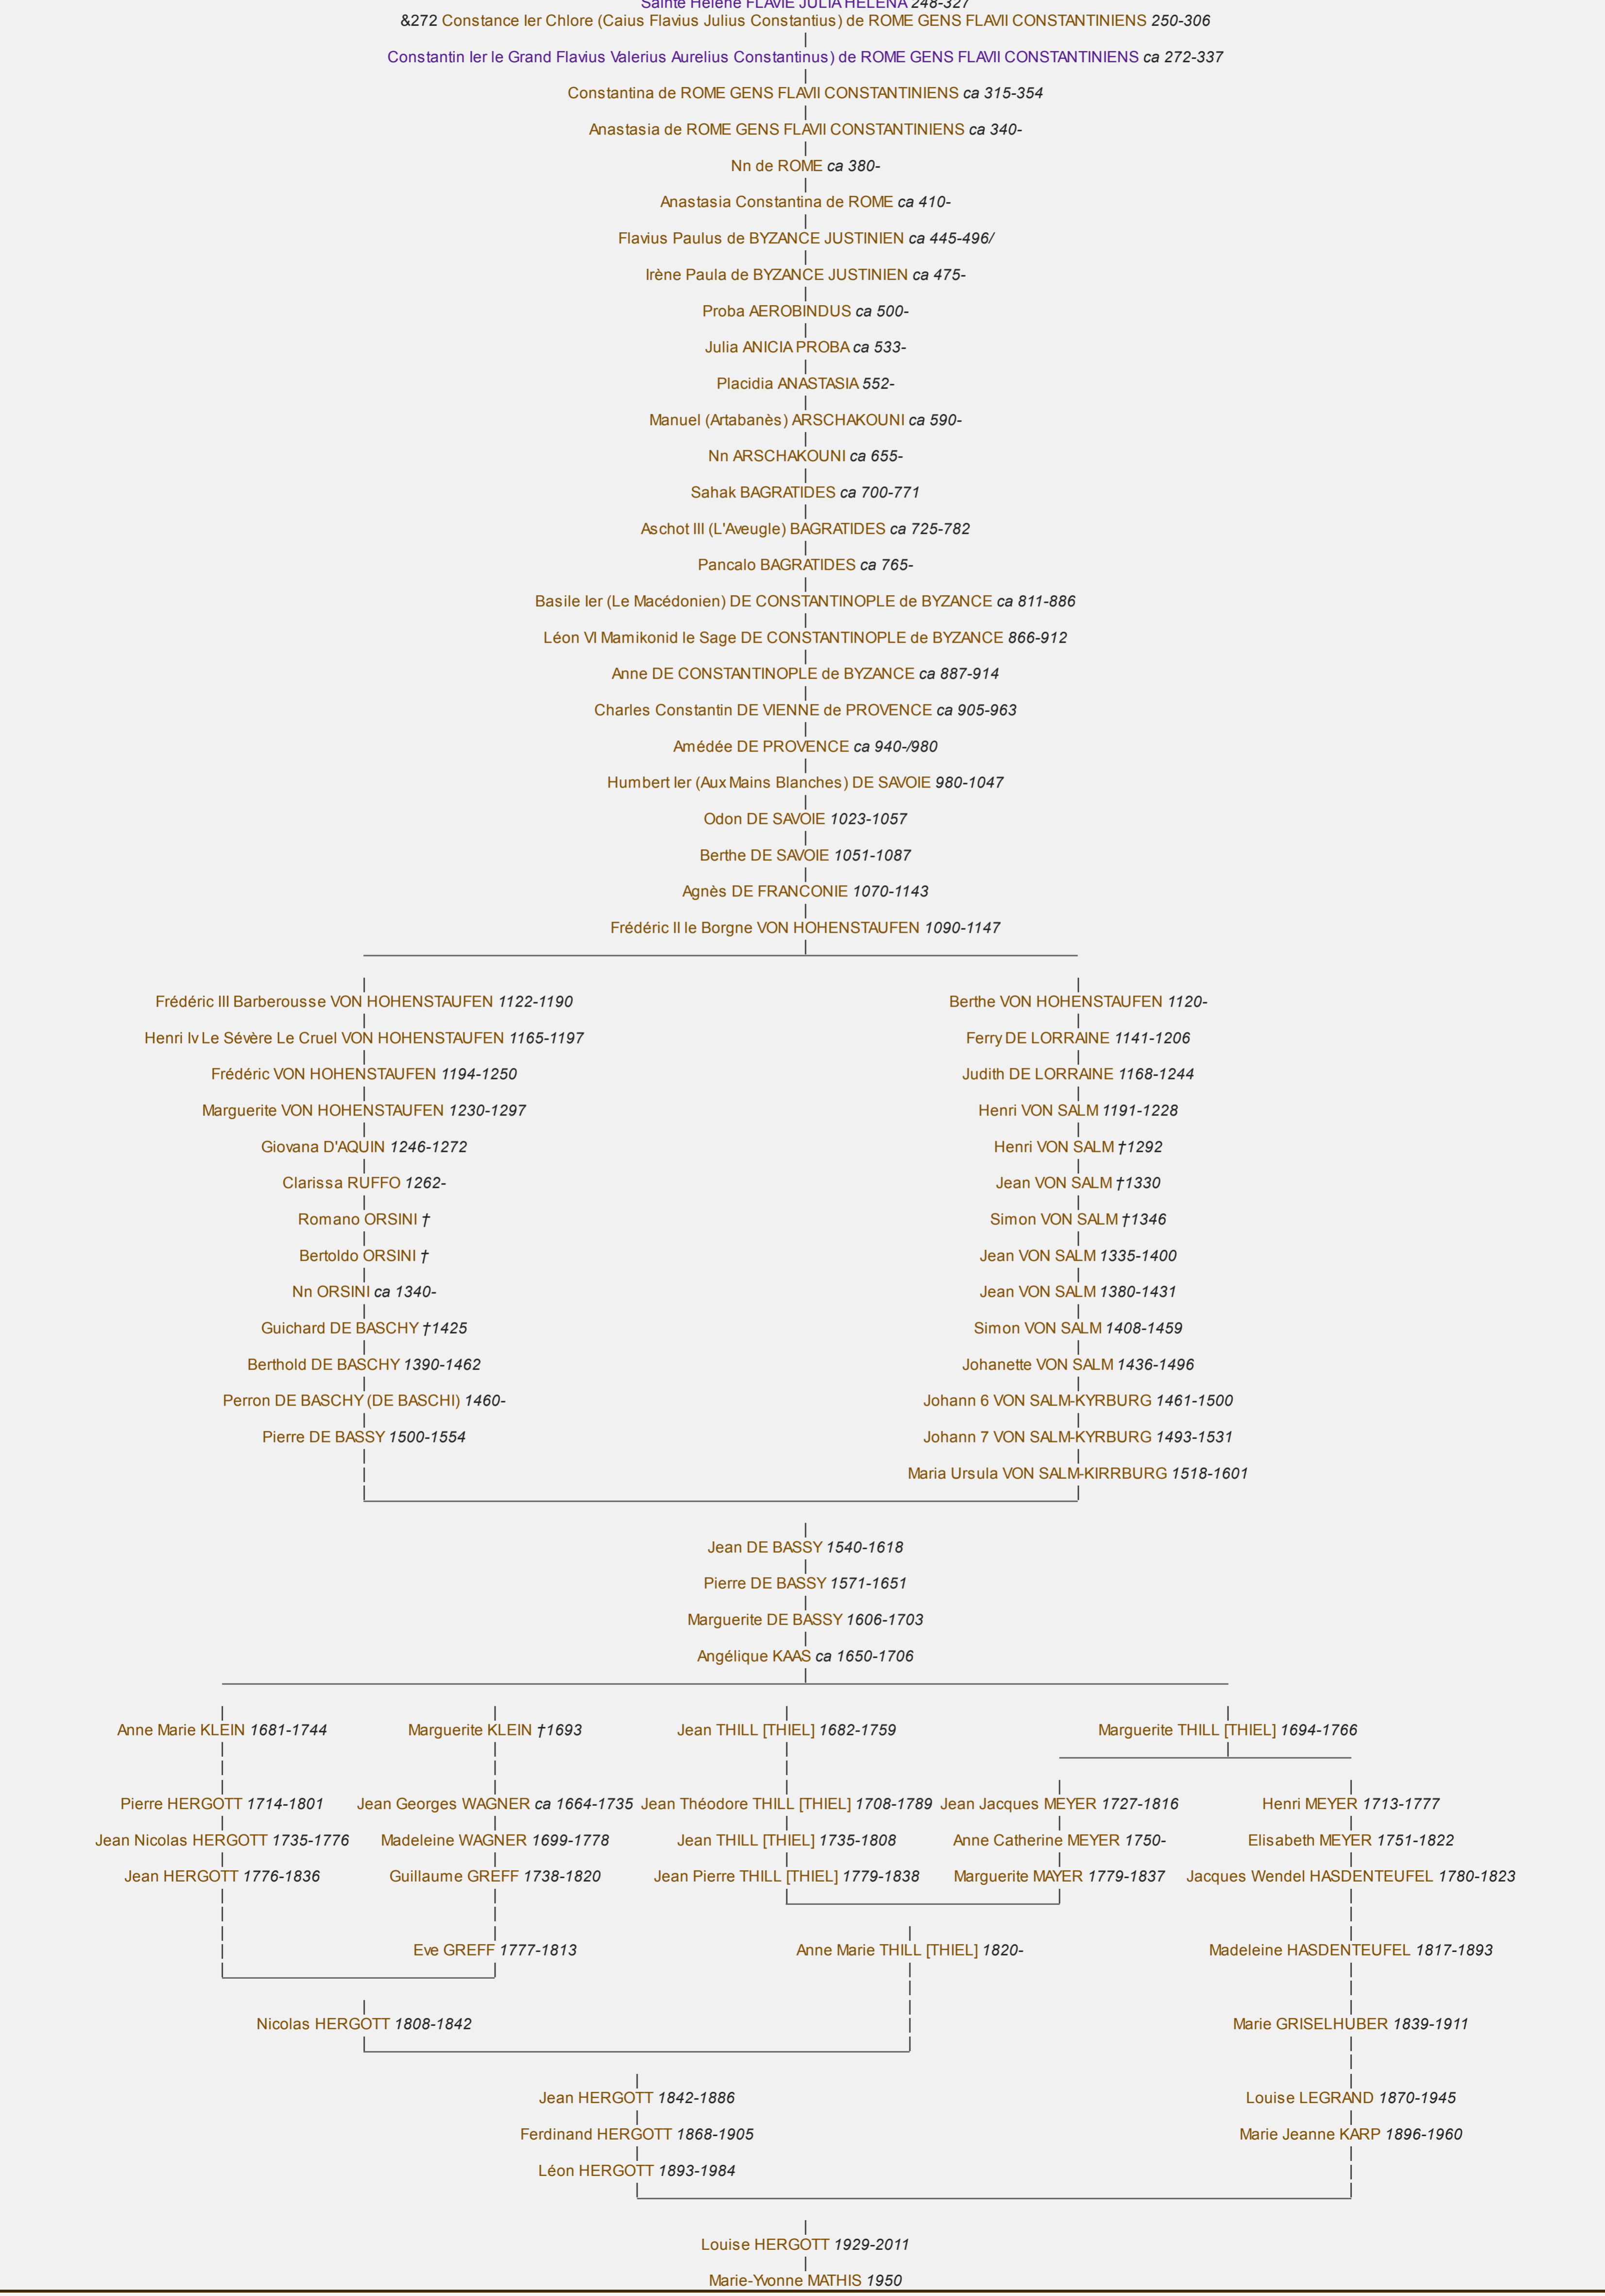 Sainte Hélène FLAVIE JULIA HELENA 248-327
&272 Constance Ier Chlore (Caius Flavius Julius Constantius) de ROME GENS FLAVII CONSTANTINIENS 250-306
Constantin Ier le Grand Flavius Valerius Aurelius Constantinus) de ROME GENS FLAVII CONSTANTINIENS ca 272-337
Constantina de ROME GENS FLAVII CONSTANTINIENS ca 315-354
Anastasia de ROME GENS FLAVII CONSTANTINIENS ca 340-
Nn de ROME ca 380-
Anastasia Constantina de ROME ca 410-
Flavius Paulus de BYZANCE JUSTINIEN ca 445-496/
Irène Paula de BYZANCE JUSTINIEN ca 475-
Proba AEROBINDUS ca 500-
Julia ANICIA PROBA ca 533-
Placidia ANASTASIA 552-
Manuel (Artabanès) ARSCHAKOUNI ca 590-
Nn ARSCHAKOUNI ca 655-
Sahak BAGRATIDES ca 700-771
Aschot III (L'Aveugle) BAGRATIDES ca 725-782
Pancalo BAGRATIDES ca 765-
Basile Ier (Le Macédonien) DE CONSTANTINOPLE de BYZANCE ca 811-886
Léon VI Mamikonid le Sage DE CONSTANTINOPLE de BYZANCE 866-912
Anne DE CONSTANTINOPLE de BYZANCE ca 887-914
Charles Constantin DE VIENNE de PROVENCE ca 905-963
Amédée DE PROVENCE ca 940-/980
Humbert Ier (Aux Mains Blanches) DE SAVOIE 980-1047
Odon DE SAVOIE 1023-1057
Berthe DE SAVOIE 1051-1087
Agnès DE FRANCONIE 1070-1143
Frédéric II le Borgne VON HOHENSTAUFEN 1090-1147
Frédéric III Barberousse VON HOHENSTAUFEN 1122-1190 Berthe VON HOHENSTAUFEN 1120-
Henri Iv Le Sévère Le Cruel VON HOHENSTAUFEN 1165-1197 Ferry DE LORRAINE 1141-1206
Frédéric VON HOHENSTAUFEN 1194-1250 Judith DE LORRAINE 1168-1244
Marguerite VON HOHENSTAUFEN 1230-1297 Henri VON SALM 1191-1228
Giovana D'AQUIN 1246-1272 Henri VON SALM †1292
Clarissa RUFFO 1262- Jean VON SALM †1330
Romano ORSINI † Simon VON SALM †1346
Bertoldo ORSINI † Jean VON SALM 1335-1400
Nn ORSINI ca 1340- Jean VON SALM 1380-1431
Guichard DE BASCHY †1425 Simon VON SALM 1408-1459
Berthold DE BASCHY 1390-1462 Johanette VON SALM 1436-1496
Perron DE BASCHY (DE BASCHI) 1460- Johann 6 VON SALM-KYRBURG 1461-1500
Pierre DE BASSY 1500-1554 Johann 7 VON SALM-KYRBURG 1493-1531
Maria Ursula VON SALM-KIRRBURG 1518-1601
Jean DE BASSY 1540-1618
Pierre DE BASSY 1571-1651
Marguerite DE BASSY 1606-1703
Angélique KAAS ca 1650-1706
Anne Marie KLEIN 1681-1744 Marguerite KLEIN †1693 Jean THILL [THIEL] 1682-1759 Marguerite THILL [THIEL] 1694-1766
Pierre HERGOTT 1714-1801 Jean Georges WAGNER ca 1664-1735 Jean Théodore THILL [THIEL] 1708-1789 Jean Jacques MEYER 1727-1816 Henri MEYER 1713-1777
Jean Nicolas HERGOTT 1735-1776 Madeleine WAGNER 1699-1778 Jean THILL [THIEL] 1735-1808 Anne Catherine MEYER 1750- Elisabeth MEYER 1751-1822
Jean HERGOTT 1776-1836 Guillaume GREFF 1738-1820 Jean Pierre THILL [THIEL] 1779-1838 Marguerite MAYER 1779-1837 Jacques Wendel HASDENTEUFEL 1780-1823
Eve GREFF 1777-1813 Anne Marie THILL [THIEL] 1820- Madeleine HASDENTEUFEL 1817-1893
Nicolas HERGOTT 1808-1842 Marie GRISELHUBER 1839-1911
Jean HERGOTT 1842-1886 Louise LEGRAND 1870-1945
Ferdinand HERGOTT 1868-1905 Marie Jeanne KARP 1896-1960
Léon HERGOTT 1893-1984
Louise HERGOTT 1929-2011
Marie-Yvonne MATHIS 1950